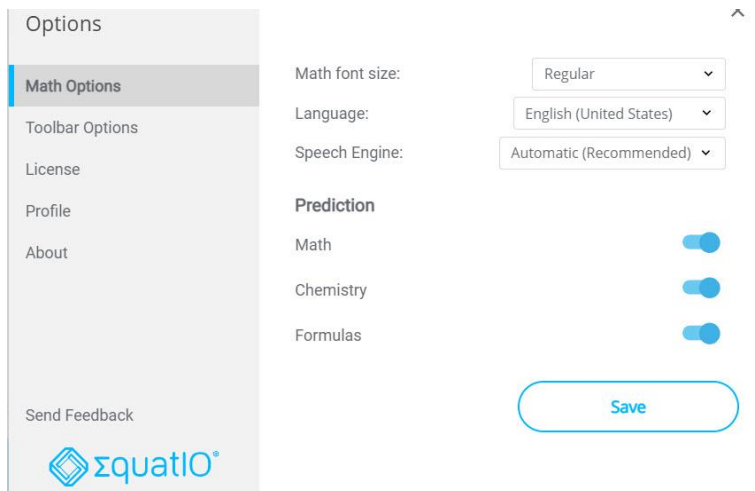 Options
Math Options
Toolbar Options
License
Profile
About
Send Feedback
ΣquatIO®
Math font size: Regular
Language: English (United States)
Speech Engine: Automatic (Recommended)
Prediction
Math
Chemistry
Formulas
Save